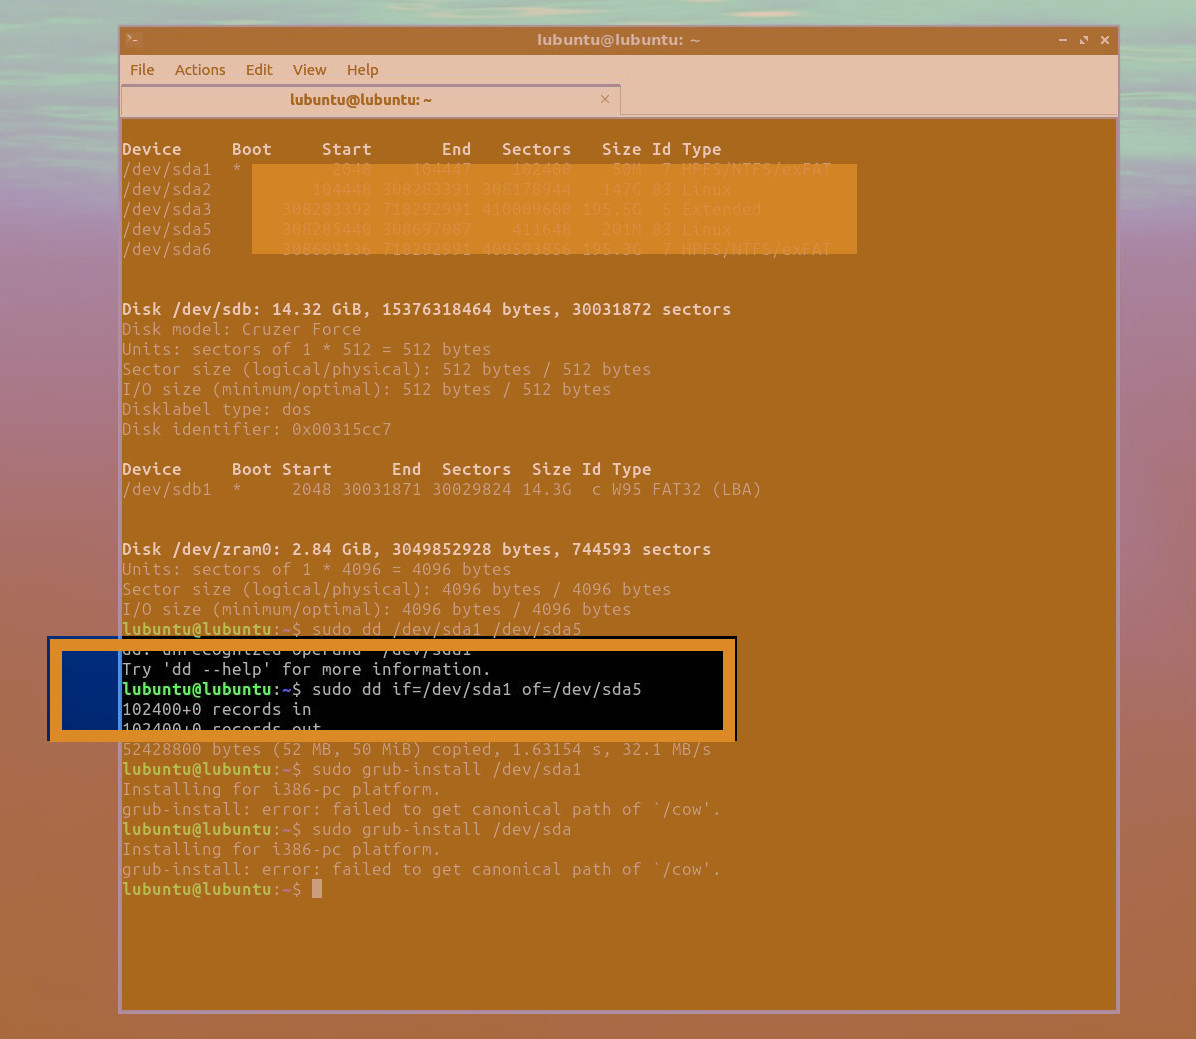 lubuntu@lubuntu: ~
File Actions Edit View Help
lubuntu@lubuntu: ~
Device Boot Start End Sectors Size Id Type
/dev/sda1 * 2048 104447 102400 50M 7 HPFS/NTFS/exFAT
/dev/sda2 104448 308283391 308178944 147G 83 Linux
/dev/sda3 308283392 718292991 410009600 195.5G 5 Extended
/dev/sda5 308285440 308697087 411648 201M 83 Linux
/dev/sda6 308699136 718292991 409593856 195.3G 7 HPFS/NTFS/exFAT
Disk /dev/sdb: 14.32 GiB, 15376318464 bytes, 30031872 sectors
Disk model: Cruzer Force
Units: sectors of 1 * 512 = 512 bytes
Sector size (logical/physical): 512 bytes / 512 bytes
I/O size (minimum/optimal): 512 bytes / 512 bytes
Disklabel type: dos
Disk identifier: 0x00315cc7
Device Boot Start End Sectors Size Id Type
/dev/sdb1 * 2048 30031871 30029824 14.3G c W95 FAT32 (LBA)
Disk /dev/zram0: 2.84 GiB, 3049852928 bytes, 744593 sectors
Units: sectors of 1 * 4096 = 4096 bytes
Sector size (logical/physical): 4096 bytes / 4096 bytes
I/O size (minimum/optimal): 4096 bytes / 4096 bytes
lubuntu@lubuntu:~$ sudo dd /dev/sda1 /dev/sda5
dd: unrecognized operand '/dev/sda1'
Try 'dd --help' for more information.
lubuntu@lubuntu:~$ sudo dd if=/dev/sda1 of=/dev/sda5
102400+0 records in
102400+0 records out
52428800 bytes (52 MB, 50 MiB) copied, 1.63154 s, 32.1 MB/s
lubuntu@lubuntu:~$ sudo grub-install /dev/sda1
Installing for i386-pc platform.
grub-install: error: failed to get canonical path of `/cow'.
lubuntu@lubuntu:~$ sudo grub-install /dev/sda
Installing for i386-pc platform.
grub-install: error: failed to get canonical path of `/cow'.
lubuntu@lubuntu:~$